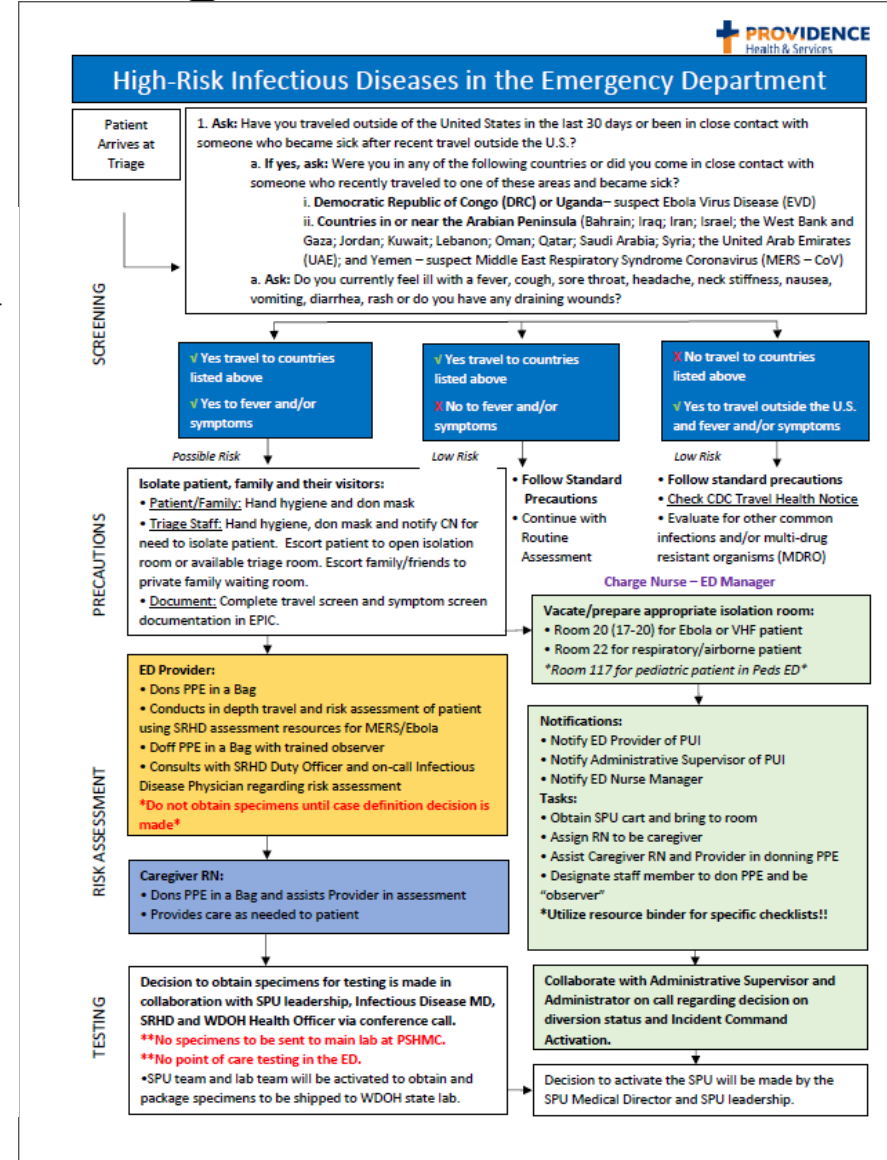 PROVIDENCE
Health & Services
High-Risk Infectious Diseases in the Emergency Department
Patient
Arrives at
Triage
1. Ask: Have you traveled outside of the United States in the last 30 days or been in close contact with
someone who became sick after recent travel outside the U.S.?
a. If yes, ask: Were you in any of the following countries or did you come in close contact with
someone who recently traveled to one of these areas and became sick?
i. Democratic Republic of Congo (DRC) or Uganda– suspect Ebola Virus Disease (EVD)
ii. Countries in or near the Arabian Peninsula (Bahrain; Iraq; Iran; Israel; the West Bank and
Gaza; Jordan; Kuwait; Lebanon; Oman; Qatar; Saudi Arabia; Syria; the United Arab Emirates
(UAE); and Yemen – suspect Middle East Respiratory Syndrome Coronavirus (MERS – CoV)
a. Ask: Do you currently feel ill with a fever, cough, sore throat, headache, neck stiffness, nausea,
vomiting, diarrhea, rash or do you have any draining wounds?
SCREENING
√ Yes travel to countries
listed above
√ Yes to fever and/or
symptoms
√ Yes travel to countries
listed above
X No to fever and/or
symptoms
X No travel to countries
listed above
√ Yes to travel outside the U.S.
and fever and/or symptoms
Possible Risk
Low Risk
Low Risk
PRECAUTIONS
Isolate patient, family and their visitors:
• Patient/Family: Hand hygiene and don mask
• Triage Staff: Hand hygiene, don mask and notify CN for
need to isolate patient. Escort patient to open isolation
room or available triage room. Escort family/friends to
private family waiting room.
• Document: Complete travel screen and symptom screen
documentation in EPIC.
• Follow Standard
Precautions
• Continue with
Routine
Assessment
• Follow standard precautions
• Check CDC Travel Health Notice
• Evaluate for other common
infections and/or multi-drug
resistant organisms (MDRO)
Charge Nurse – ED Manager
Vacate/prepare appropriate isolation room:
• Room 20 (17-20) for Ebola or VHF patient
• Room 22 for respiratory/airborne patient
*Room 117 for pediatric patient in Peds ED*
RISK ASSESSMENT
ED Provider:
• Dons PPE in a Bag
• Conducts in depth travel and risk assessment of patient
using SRHD assessment resources for MERS/Ebola
• Doff PPE in a Bag with trained observer
• Consults with SRHD Duty Officer and on-call Infectious
Disease Physician regarding risk assessment
*Do not obtain specimens until case definition decision is
made*
Notifications:
• Notify ED Provider of PUI
• Notify Administrative Supervisor of PUI
• Notify ED Nurse Manager
Tasks:
• Obtain SPU cart and bring to room
• Assign RN to be caregiver
• Assist Caregiver RN and Provider in donning PPE
• Designate staff member to don PPE and be
“observer”
*Utilize resource binder for specific checklists!!
Caregiver RN:
• Dons PPE in a Bag and assists Provider in assessment
• Provides care as needed to patient
TESTING
Decision to obtain specimens for testing is made in
collaboration with SPU leadership, Infectious Disease MD,
SRHD and WDOH Health Officer via conference call.
**No specimens to be sent to main lab at PSHMC.
**No point of care testing in the ED.
•SPU team and lab team will be activated to obtain and
package specimens to be shipped to WDOH state lab.
Collaborate with Administrative Supervisor and
Administrator on call regarding decision on
diversion status and Incident Command
Activation.
Decision to activate the SPU will be made by the
SPU Medical Director and SPU leadership.